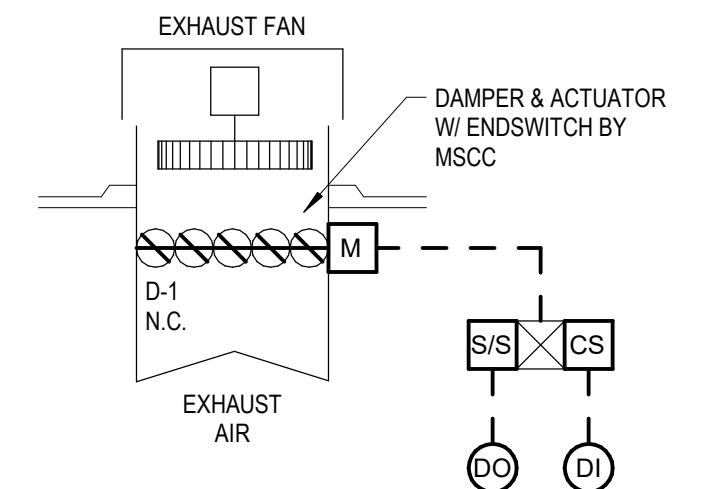 EXHAUST FAN
DAMPER & ACTUATOR
W/ ENDSWITCH BY
MSCC
M
D-1
N.C.
S/S
CS
EXHAUST
AIR
DO
DI